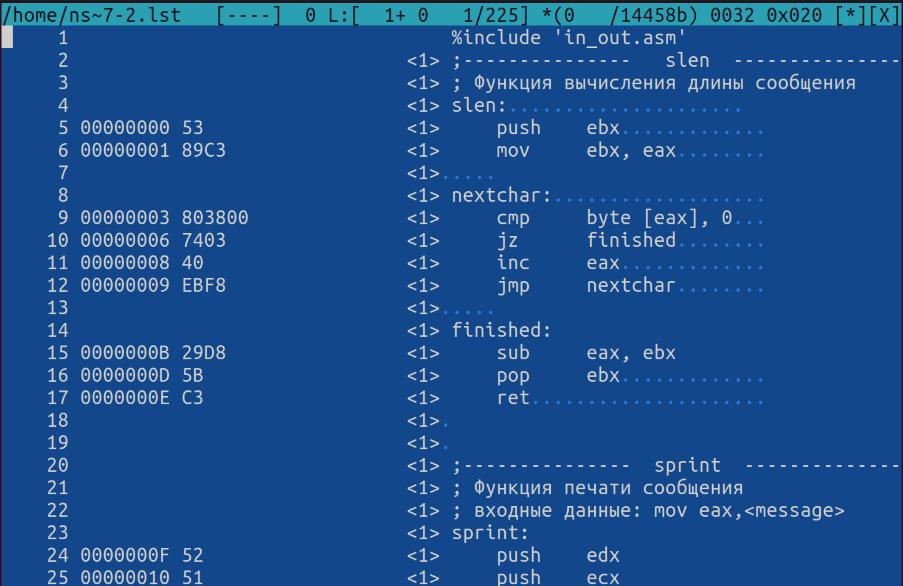 /home/ns~7-2.lst   [----]  0 L:[  1+ 0   1/225] *(0   /14458b) 0032 0x020 [*][X]
     1                                  %include 'in_out.asm'
     2                              <1> ;---------------   slen  ---------------
     3                              <1> ; Функция вычисления длины сообщения
     4                              <1> slen:.....................
     5 00000000 53                  <1>     push    ebx.............
     6 00000001 89C3                <1>     mov     ebx, eax........
     7                              <1>.....
     8                              <1> nextchar:...................
     9 00000003 803800              <1>     cmp     byte [eax], 0...
    10 00000006 7403                <1>     jz      finished........
    11 00000008 40                  <1>     inc     eax.............
    12 00000009 EBF8                <1>     jmp     nextchar........
    13                              <1>.....
    14                              <1> finished:
    15 0000000B 29D8                <1>     sub     eax, ebx
    16 0000000D 5B                  <1>     pop     ebx.............
    17 0000000E C3                  <1>     ret.....................
    18                              <1>.
    19                              <1>.
    20                              <1> ;---------------  sprint  --------------
    21                              <1> ; Функция печати сообщения
    22                              <1> ; входные данные: mov eax,<message>
    23                              <1> sprint:
    24 0000000F 52                  <1>     push    edx
    25 00000010 51                  <1>     push    ecx